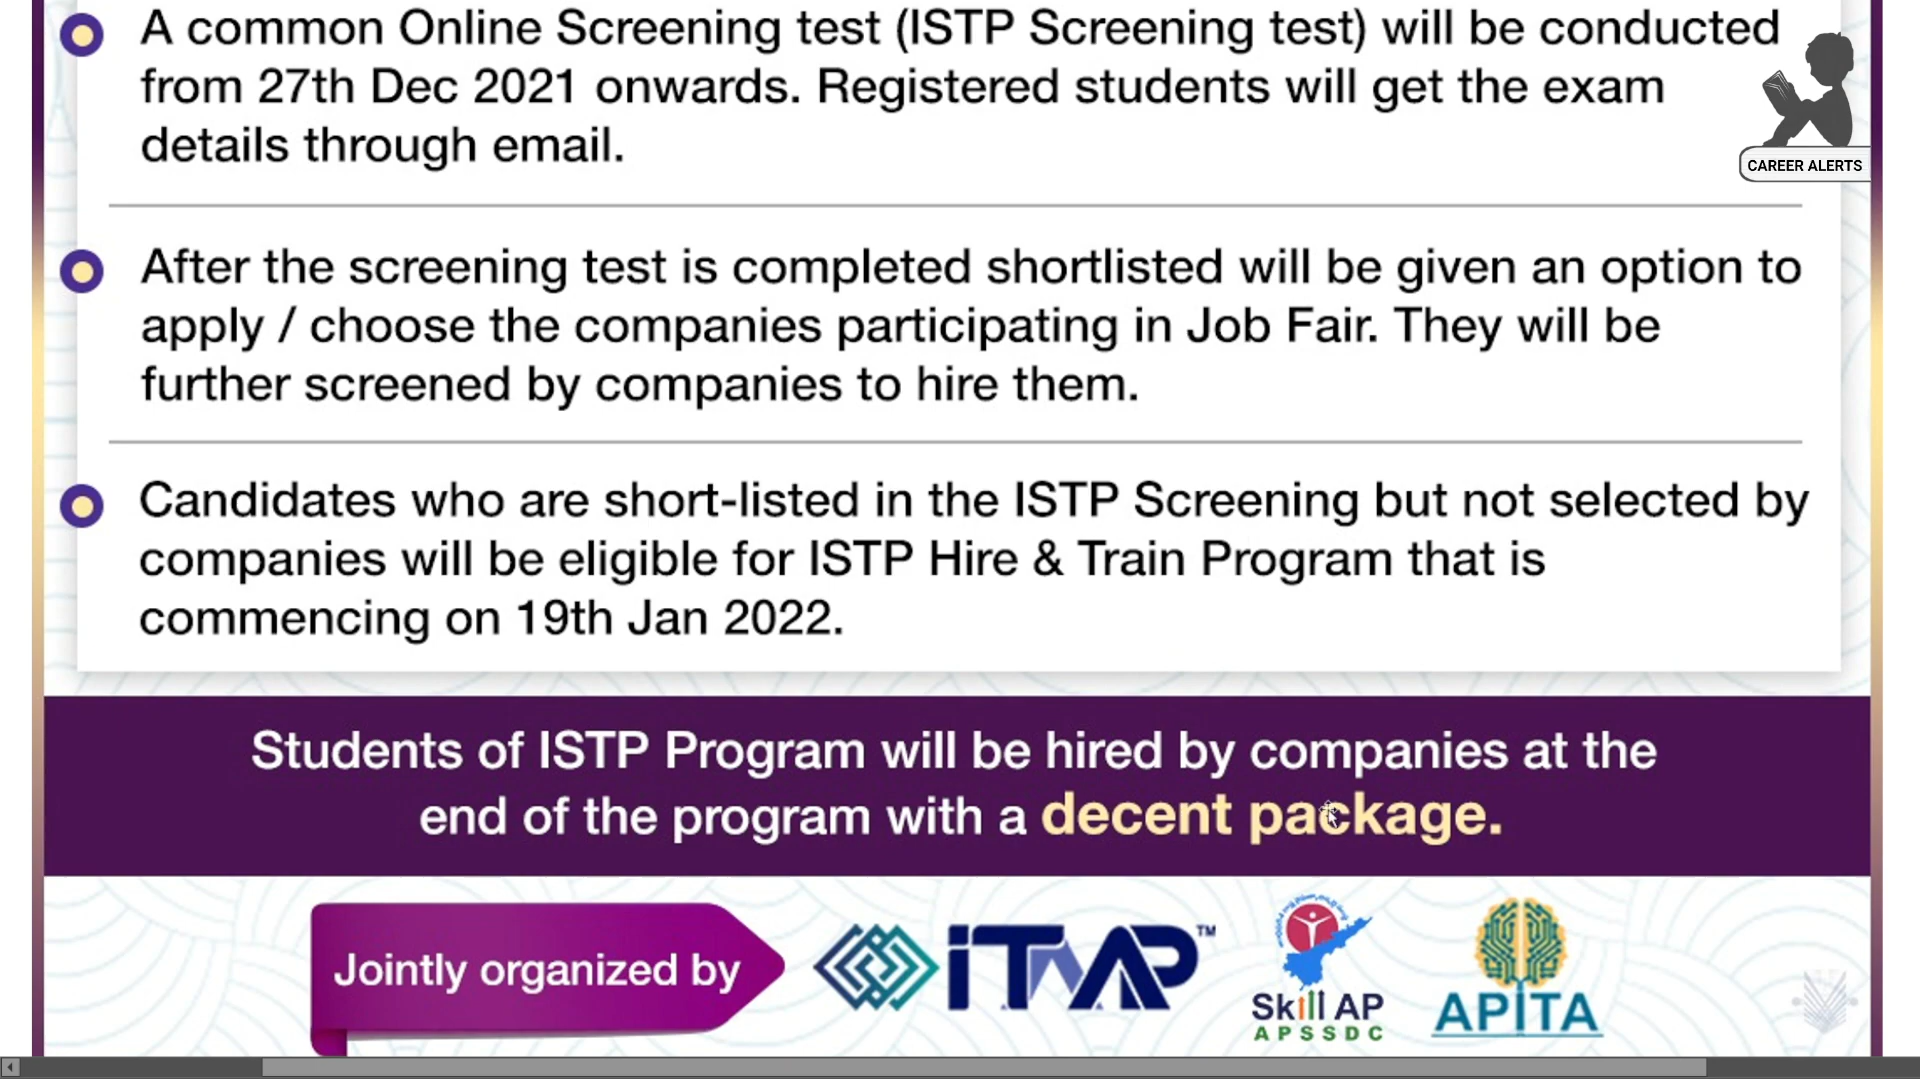 A common Online Screening test (ISTP Screening test) will be conducted
from 27th Dec 2021 onwards. Registered students will get the exam
details through email.
CAREER ALERTS
After the screening test is completed shortlisted will be given an option to
apply / choose the companies participating in Job Fair. They will be
further screened by companies to hire them.
Candidates who are short-listed in the ISTP Screening but not selected by
companies will be eligible for ISTP Hire & Train Program that is
commencing on 19th Jan 2022.
Students of ISTP Program will be hired by companies at the
end of the program with a decent package.
Jointly organized by
iTAAP™
Skill AP
APSSDC
APITA